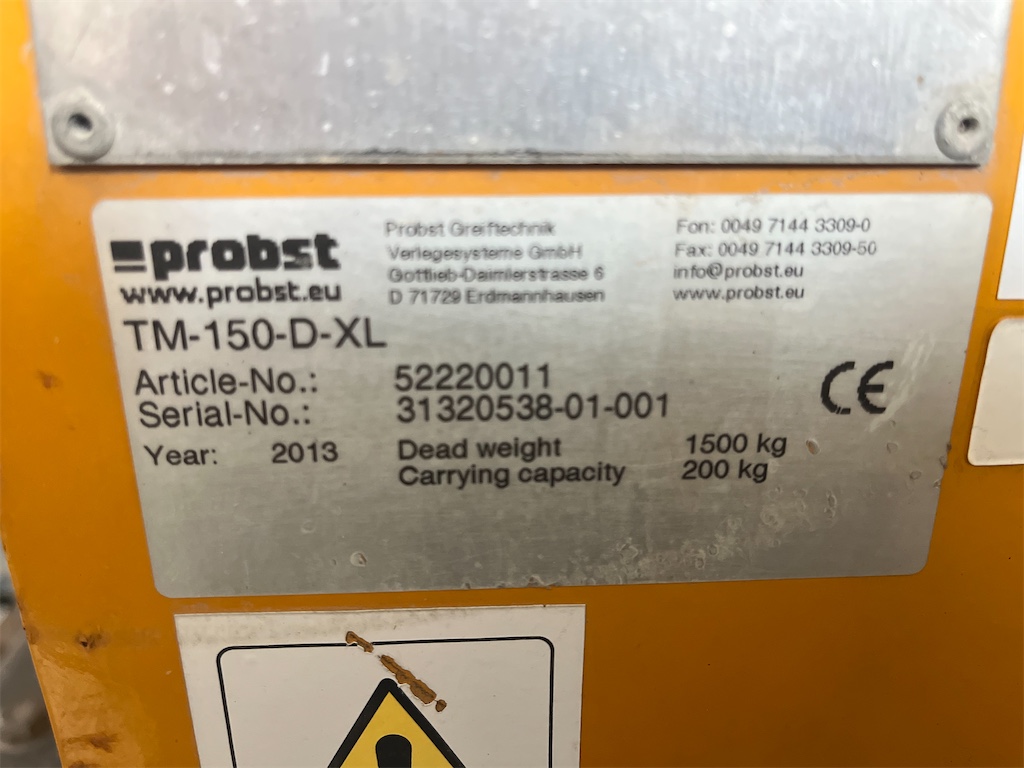 probst
www.probst.eu
Probst Greiftechnik
Verlegesysteme GmbH
Gottlieb-Daimlerstrasse 6
D 71729 Erdmannhausen
Fon: 0049 7144 3309-0
Fax: 0049 7144 3309-50
info@probst.eu
www.probst.eu
TM-150-D-XL
Article-No.: 52220011
Serial-No.: 31320538-01-001
CE
Year: 2013 Dead weight 1500 kg
Carrying capacity 200 kg